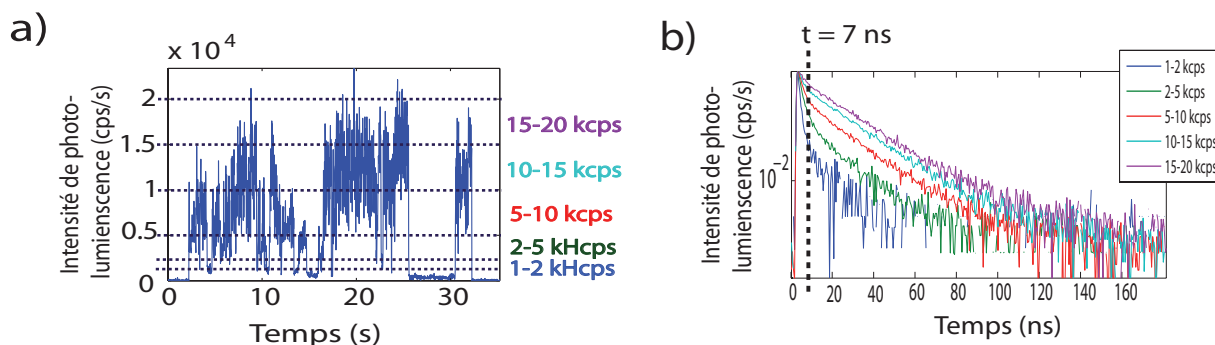 a)
x 10⁴
Intensité de photo-
lumienscence (cps/s)
2
1.5
1
0.5
0
0 10 20 30
Temps (s)
15-20 kcps
10-15 kcps
5-10 kcps
2-5 kHcps
1-2 kHcps
b)
t = 7 ns
Intensité de photo-
lumienscence (cps/s)
10⁻²
0 20 40 60 80 100 120 140 160
Temps (ns)
1-2 kcps
2-5 kcps
5-10 kcps
10-15 kcps
15-20 kcps